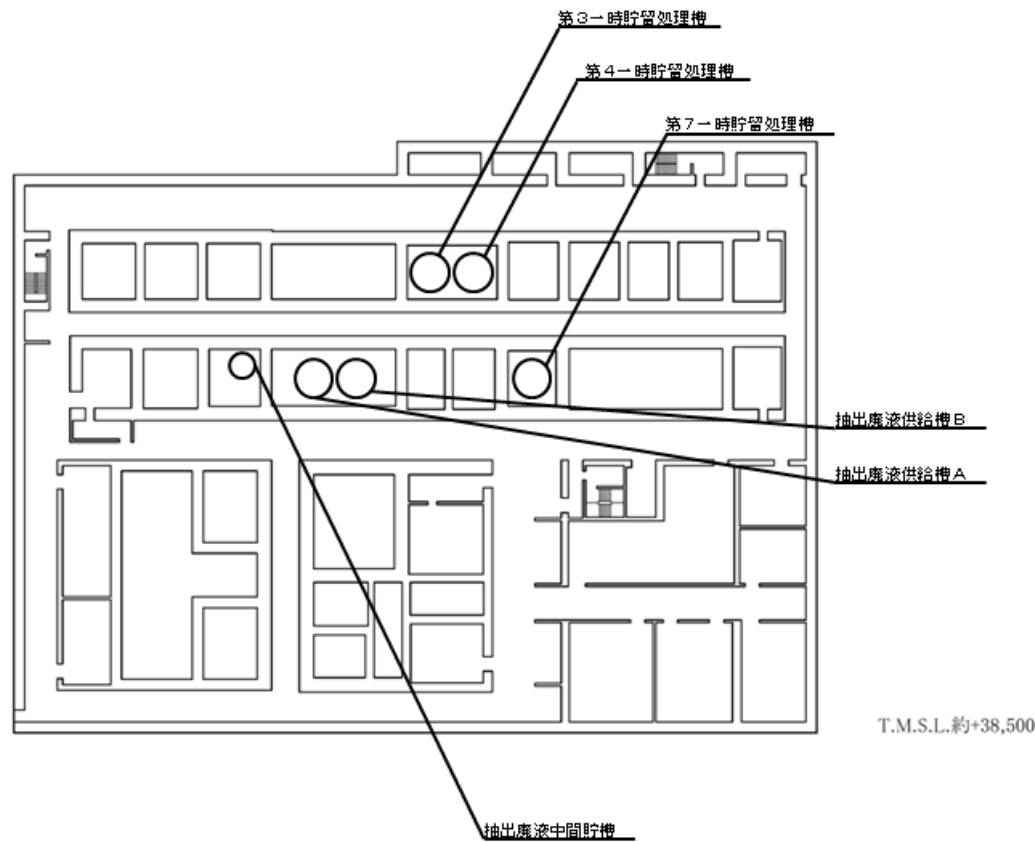 第3一時貯留処理槽
第4一時貯留処理槽
第7一時貯留処理槽
抽出廃液供給槽B
抽出廃液供給槽A
T.M.S.L.約+38,500
抽出廃液中間貯槽